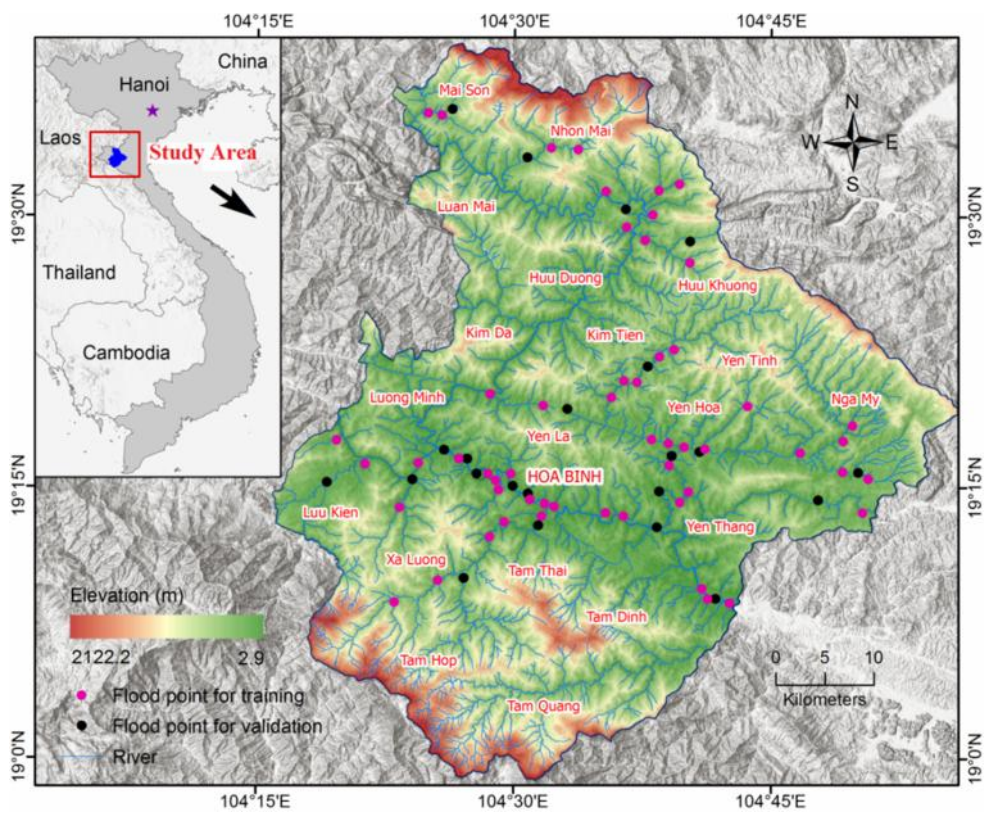 104°15'E
104°30'E
104°45'E
China
Hanoi
Laos
Study Area
Thailand
Cambodia
N
W
E
S
Mai Son
Nhon Mai
Luan Mai
19°30'N
19°30'N
Huu Duong
Huu Khuong
Kim Da
Kim Tien
Yen Tinh
Luong Minh
Yen Hoa
Nga My
Yen La
19°15'N
HOA BINH
19°15'N
Luu Kien
Yen Thang
Xa Luong
Tam Thai
Tam Dinh
Tam Hop
Tam Quang
Elevation (m)
2122.2
2.9
Flood point for training
Flood point for validation
River
0
5
10
Kilometers
19°0'N
19°0'N
104°15'E
104°30'E
104°45'E